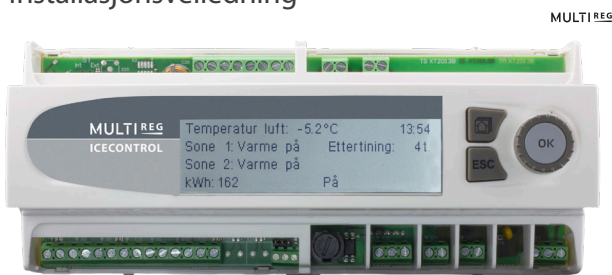 Installasjonsveiledning
MULTIREG
MULTIREG
ICECONTROL
Temperatur luft: -5.2°C 13:54
Sone 1: Varme på Ettertining: 4t
Sone 2: Varme på
kWh: 162 På
ESC
OK